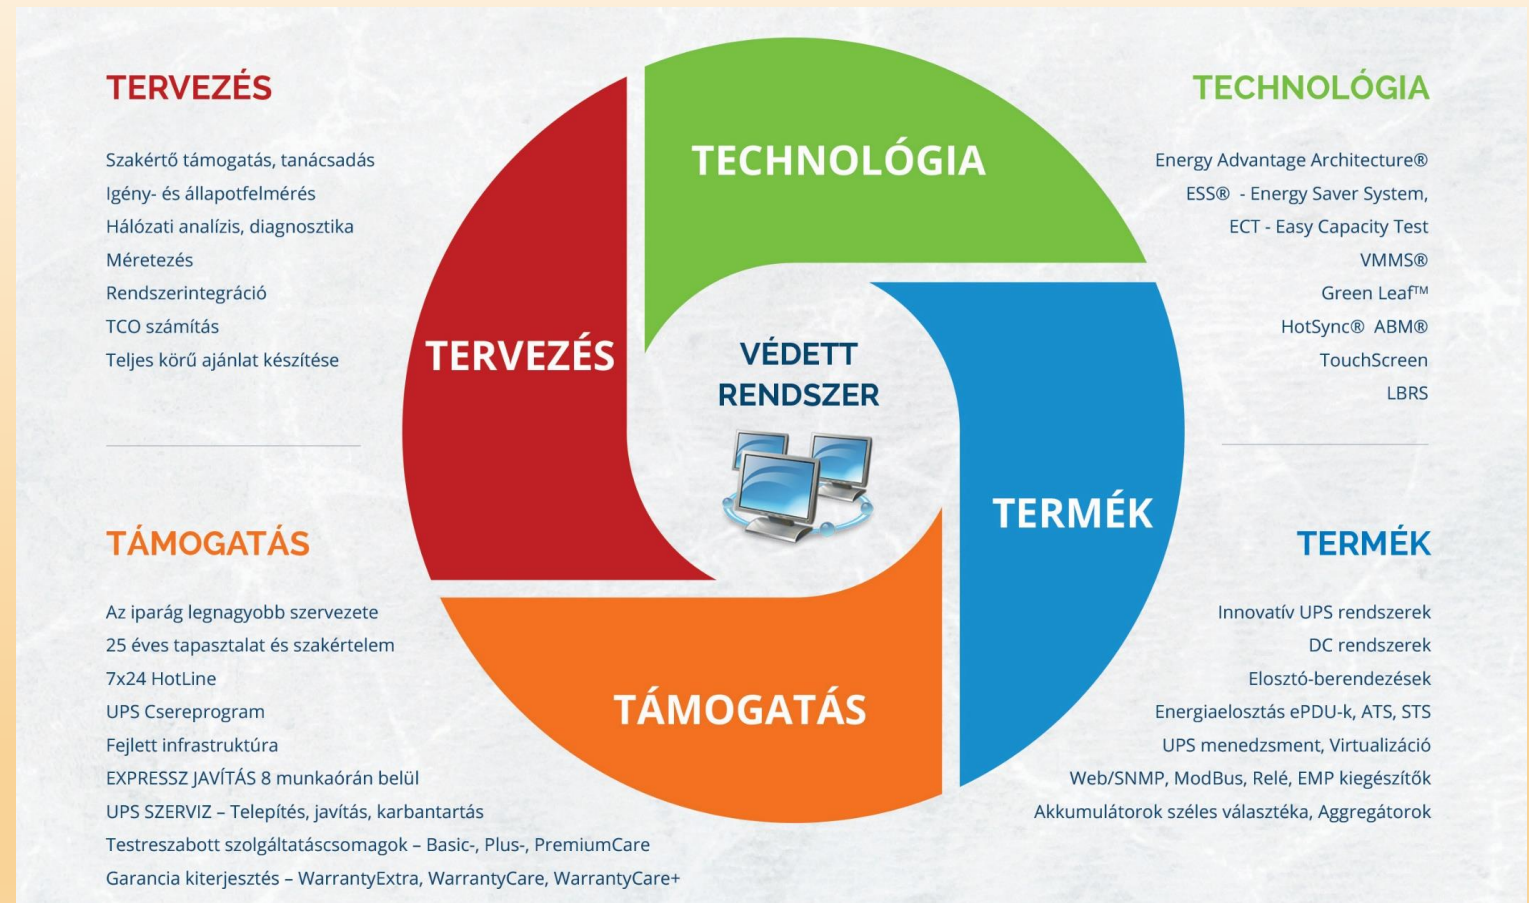 TERVEZÉS
Szakértő támogatás, tanácsadás
Igény- és állapotfelmérés
Hálózati analízis, diagnosztika
Méretezés
Rendszerintegráció
TCO számítás
Teljes körű ajánlat készítése
TÁMOGATÁS
Az iparág legnagyobb szervezete
25 éves tapasztalat és szakértelem
7x24 HotLine
UPS Csereprogram
Fejlett infrastruktúra
EXPRESSZ JAVÍTÁS 8 munkaórán belül
UPS SZERVIZ – Telepítés, javítás, karbantartás
Testreszabott szolgáltatáscsomagok – Basic-, Plus-, PremiumCare
Garancia kiterjesztés – WarrantyExtra, WarrantyCare, WarrantyCare+
TECHNOLÓGIA
TERVEZÉS
VÉDETT
RENDSZER
TERMÉK
TÁMOGATÁS
TECHNOLÓGIA
Energy Advantage Architecture®
ESS® - Energy Saver System,
ECT - Easy Capacity Test
VMMS®
Green Leaf™
HotSync® ABM®
TouchScreen
LBRS
TERMÉK
Innovatív UPS rendszerek
DC rendszerek
Elosztó-berendezések
Energiaelosztás ePDU-k, ATS, STS
UPS menedzsment, Virtualizáció
Web/SNMP, ModBus, Relé, EMP kiegészítők
Akkumulátorok széles választéka, Aggregátorok